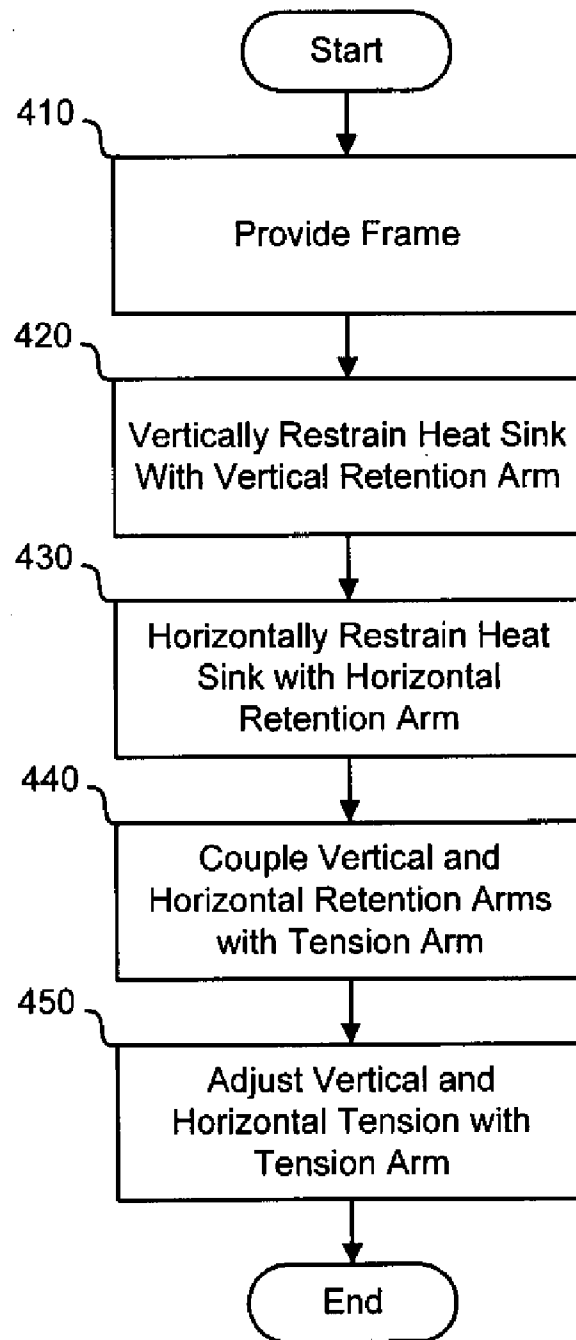 Start
410
Provide Frame
420
Vertically Restrain Heat Sink
With Vertical Retention Arm
430
Horizontally Restrain Heat
Sink with Horizontal
Retention Arm
440
Couple Vertical and
Horizontal Retention Arms
with Tension Arm
450
Adjust Vertical and
Horizontal Tension with
Tension Arm
End